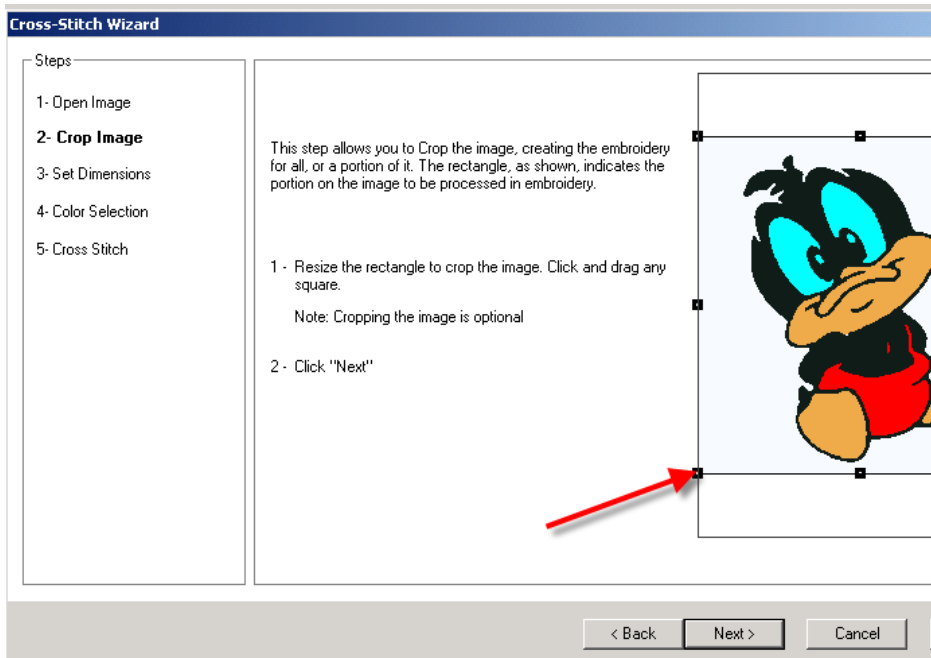 Cross-Stitch Wizard
Steps
1- Open Image
2- Crop Image
3- Set Dimensions
4- Color Selection
5- Cross Stitch
This step allows you to Crop the image, creating the embroidery
for all, or a portion of it. The rectangle, as shown, indicates the
portion on the image to be processed in embroidery.
1 - Resize the rectangle to crop the image. Click and drag any
square.
Note: Cropping the image is optional
2 - Click "Next"
< Back
Next >
Cancel